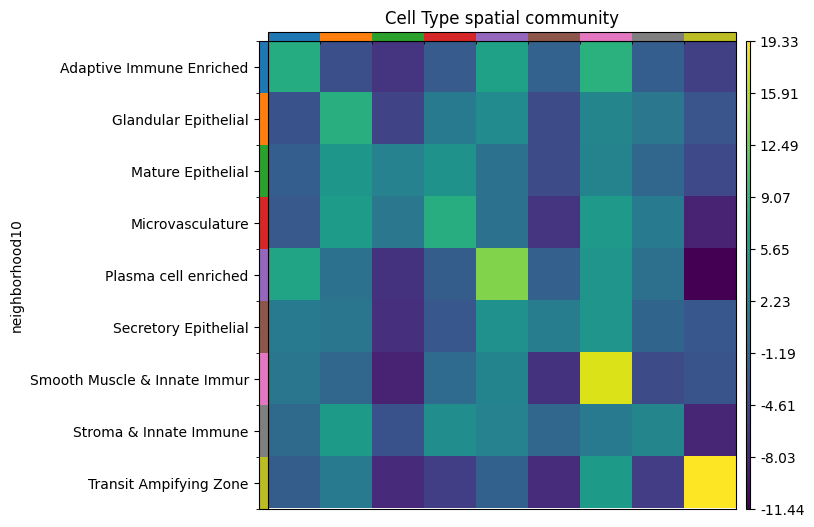 Cell Type spatial community
neighborhood10
Adaptive Immune Enriched
Glandular Epithelial
Mature Epithelial
Microvasculature
Plasma cell enriched
Secretory Epithelial
Smooth Muscle & Innate Immur
Stroma & Innate Immune
Transit Ampifying Zone
19.33
15.91
12.49
9.07
5.65
2.23
-1.19
-4.61
-8.03
-11.44